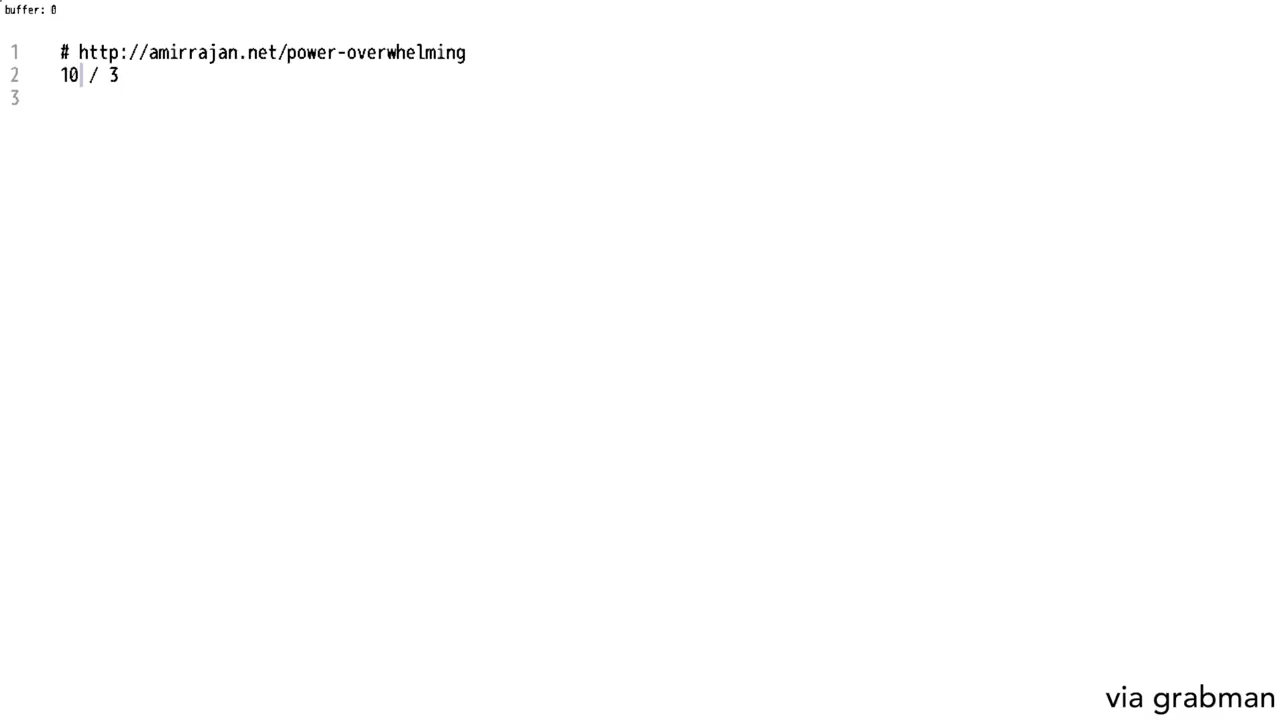 buffer: 0
1 # http://amirrajan.net/power-overwhelming
2 10 / 3
3
via grabman